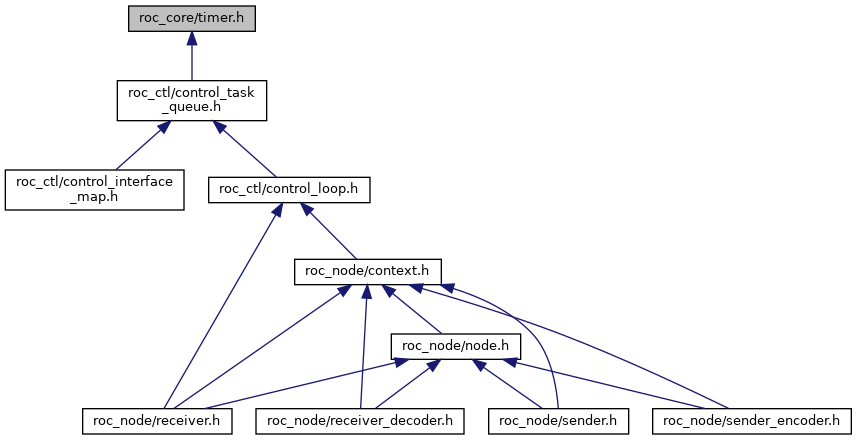 roc_core/timer.h
roc_ctl/control_task
_queue.h
roc_ctl/control_interface
_map.h
roc_ctl/control_loop.h
roc_node/context.h
roc_node/node.h
roc_node/receiver.h
roc_node/receiver_decoder.h
roc_node/sender.h
roc_node/sender_encoder.h